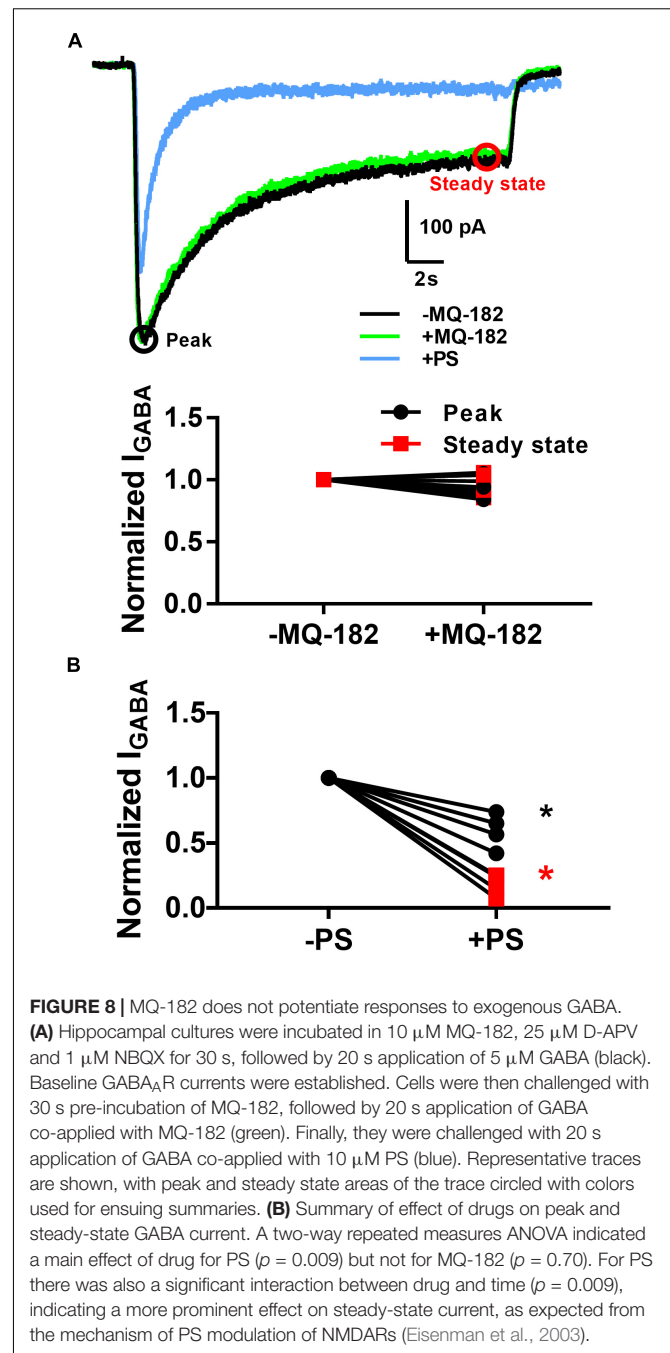 A
Steady state
100 pA
2s
Peak
-MQ-182
+MQ-182
+PS
Normalized I_GABA
1.5
1.0
0.5
0.0
Peak
Steady state
-MQ-182
+MQ-182
B
Normalized I_GABA
1.5
1.0
0.5
0.0
*
*
-PS
+PS
FIGURE 8 | MQ-182 does not potentiate responses to exogenous GABA.
(A) Hippocampal cultures were incubated in 10 μM MQ-182, 25 μM D-APV
and 1 μM NBQX for 30 s, followed by 20 s application of 5 μM GABA (black).
Baseline GABA_AR currents were established. Cells were then challenged with
30 s pre-incubation of MQ-182, followed by 20 s application of GABA
co-applied with MQ-182 (green). Finally, they were challenged with 20 s
application of GABA co-applied with 10 μM PS (blue). Representative traces
are shown, with peak and steady state areas of the trace circled with colors
used for ensuing summaries. (B) Summary of effect of drugs on peak and
steady-state GABA current. A two-way repeated measures ANOVA indicated
a main effect of drug for PS (p = 0.009) but not for MQ-182 (p = 0.70). For PS
there was also a significant interaction between drug and time (p = 0.009),
indicating a more prominent effect on steady-state current, as expected from
the mechanism of PS modulation of NMDARs (Eisenman et al., 2003).